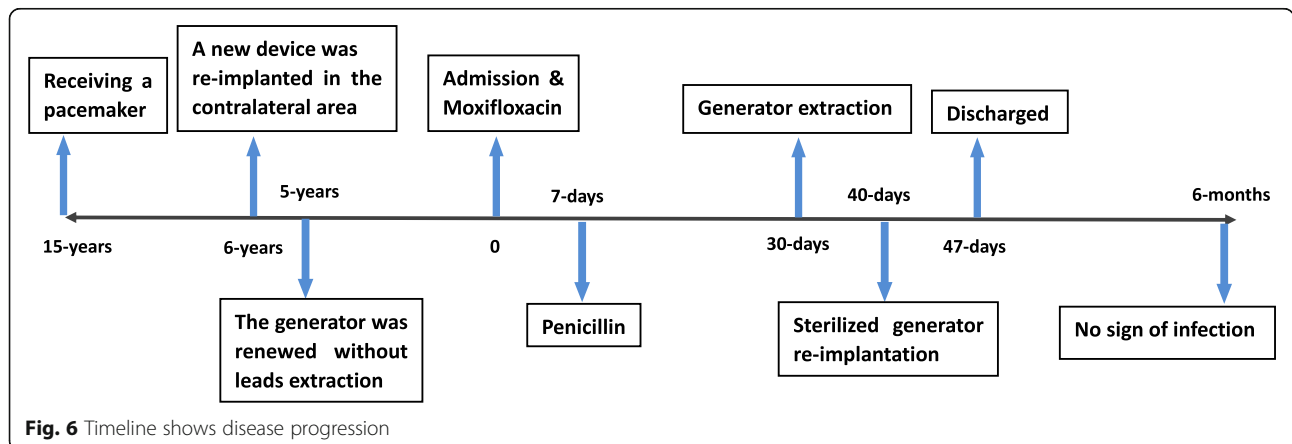 Receiving a
pacemaker
A new device was
re-implanted in the
contralateral area
Admission &
Moxifloxacin
Generator extraction
Discharged
5-years
7-days
40-days
6-months
15-years
6-years
0
30-days
47-days
The generator was
renewed without
leads extraction
Penicillin
Sterilized generator
re-implantation
No sign of infection
Fig. 6 Timeline shows disease progression